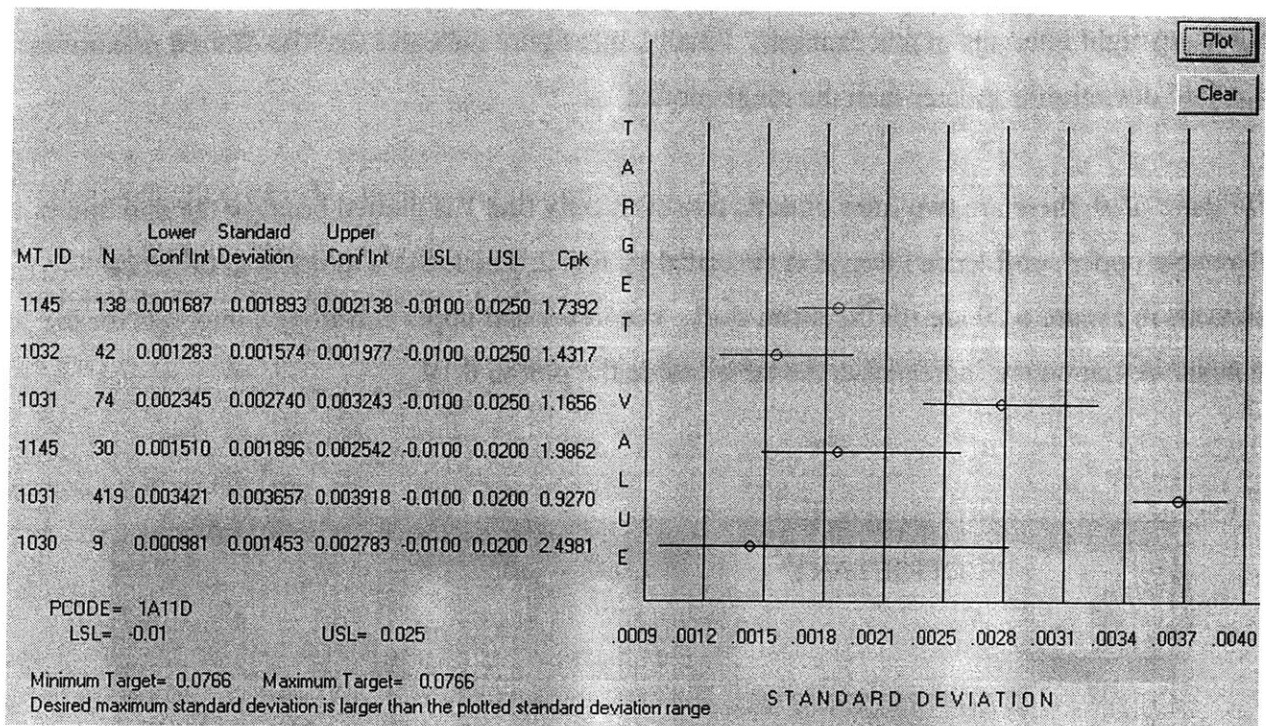 Plot
Clear
Lower Standard Upper
MT_ID N Conf Int Deviation Conf Int LSL USL Cpk
1145 138 0.001687 0.001893 0.002138 -0.0100 0.0250 1.7392
1032 42 0.001283 0.001574 0.001977 -0.0100 0.0250 1.4317
1031 74 0.002345 0.002740 0.003243 -0.0100 0.0250 1.1656
1145 30 0.001510 0.001896 0.002542 -0.0100 0.0200 1.9862
1031 419 0.003421 0.003657 0.003918 -0.0100 0.0200 0.9270
1030 9 0.000981 0.001453 0.002783 -0.0100 0.0200 2.4981
T
A
R
G
E
T
V
A
L
U
E
PCODE= 1A11D
LSL= -0.01 USL= 0.025
.0009 .0012 .0015 .0018 .0021 .0025 .0028 .0031 .0034 .0037 .0040
Minimum Target= 0.0766 Maximum Target= 0.0766
Desired maximum standard deviation is larger than the plotted standard deviation range
STANDARD DEVIATION